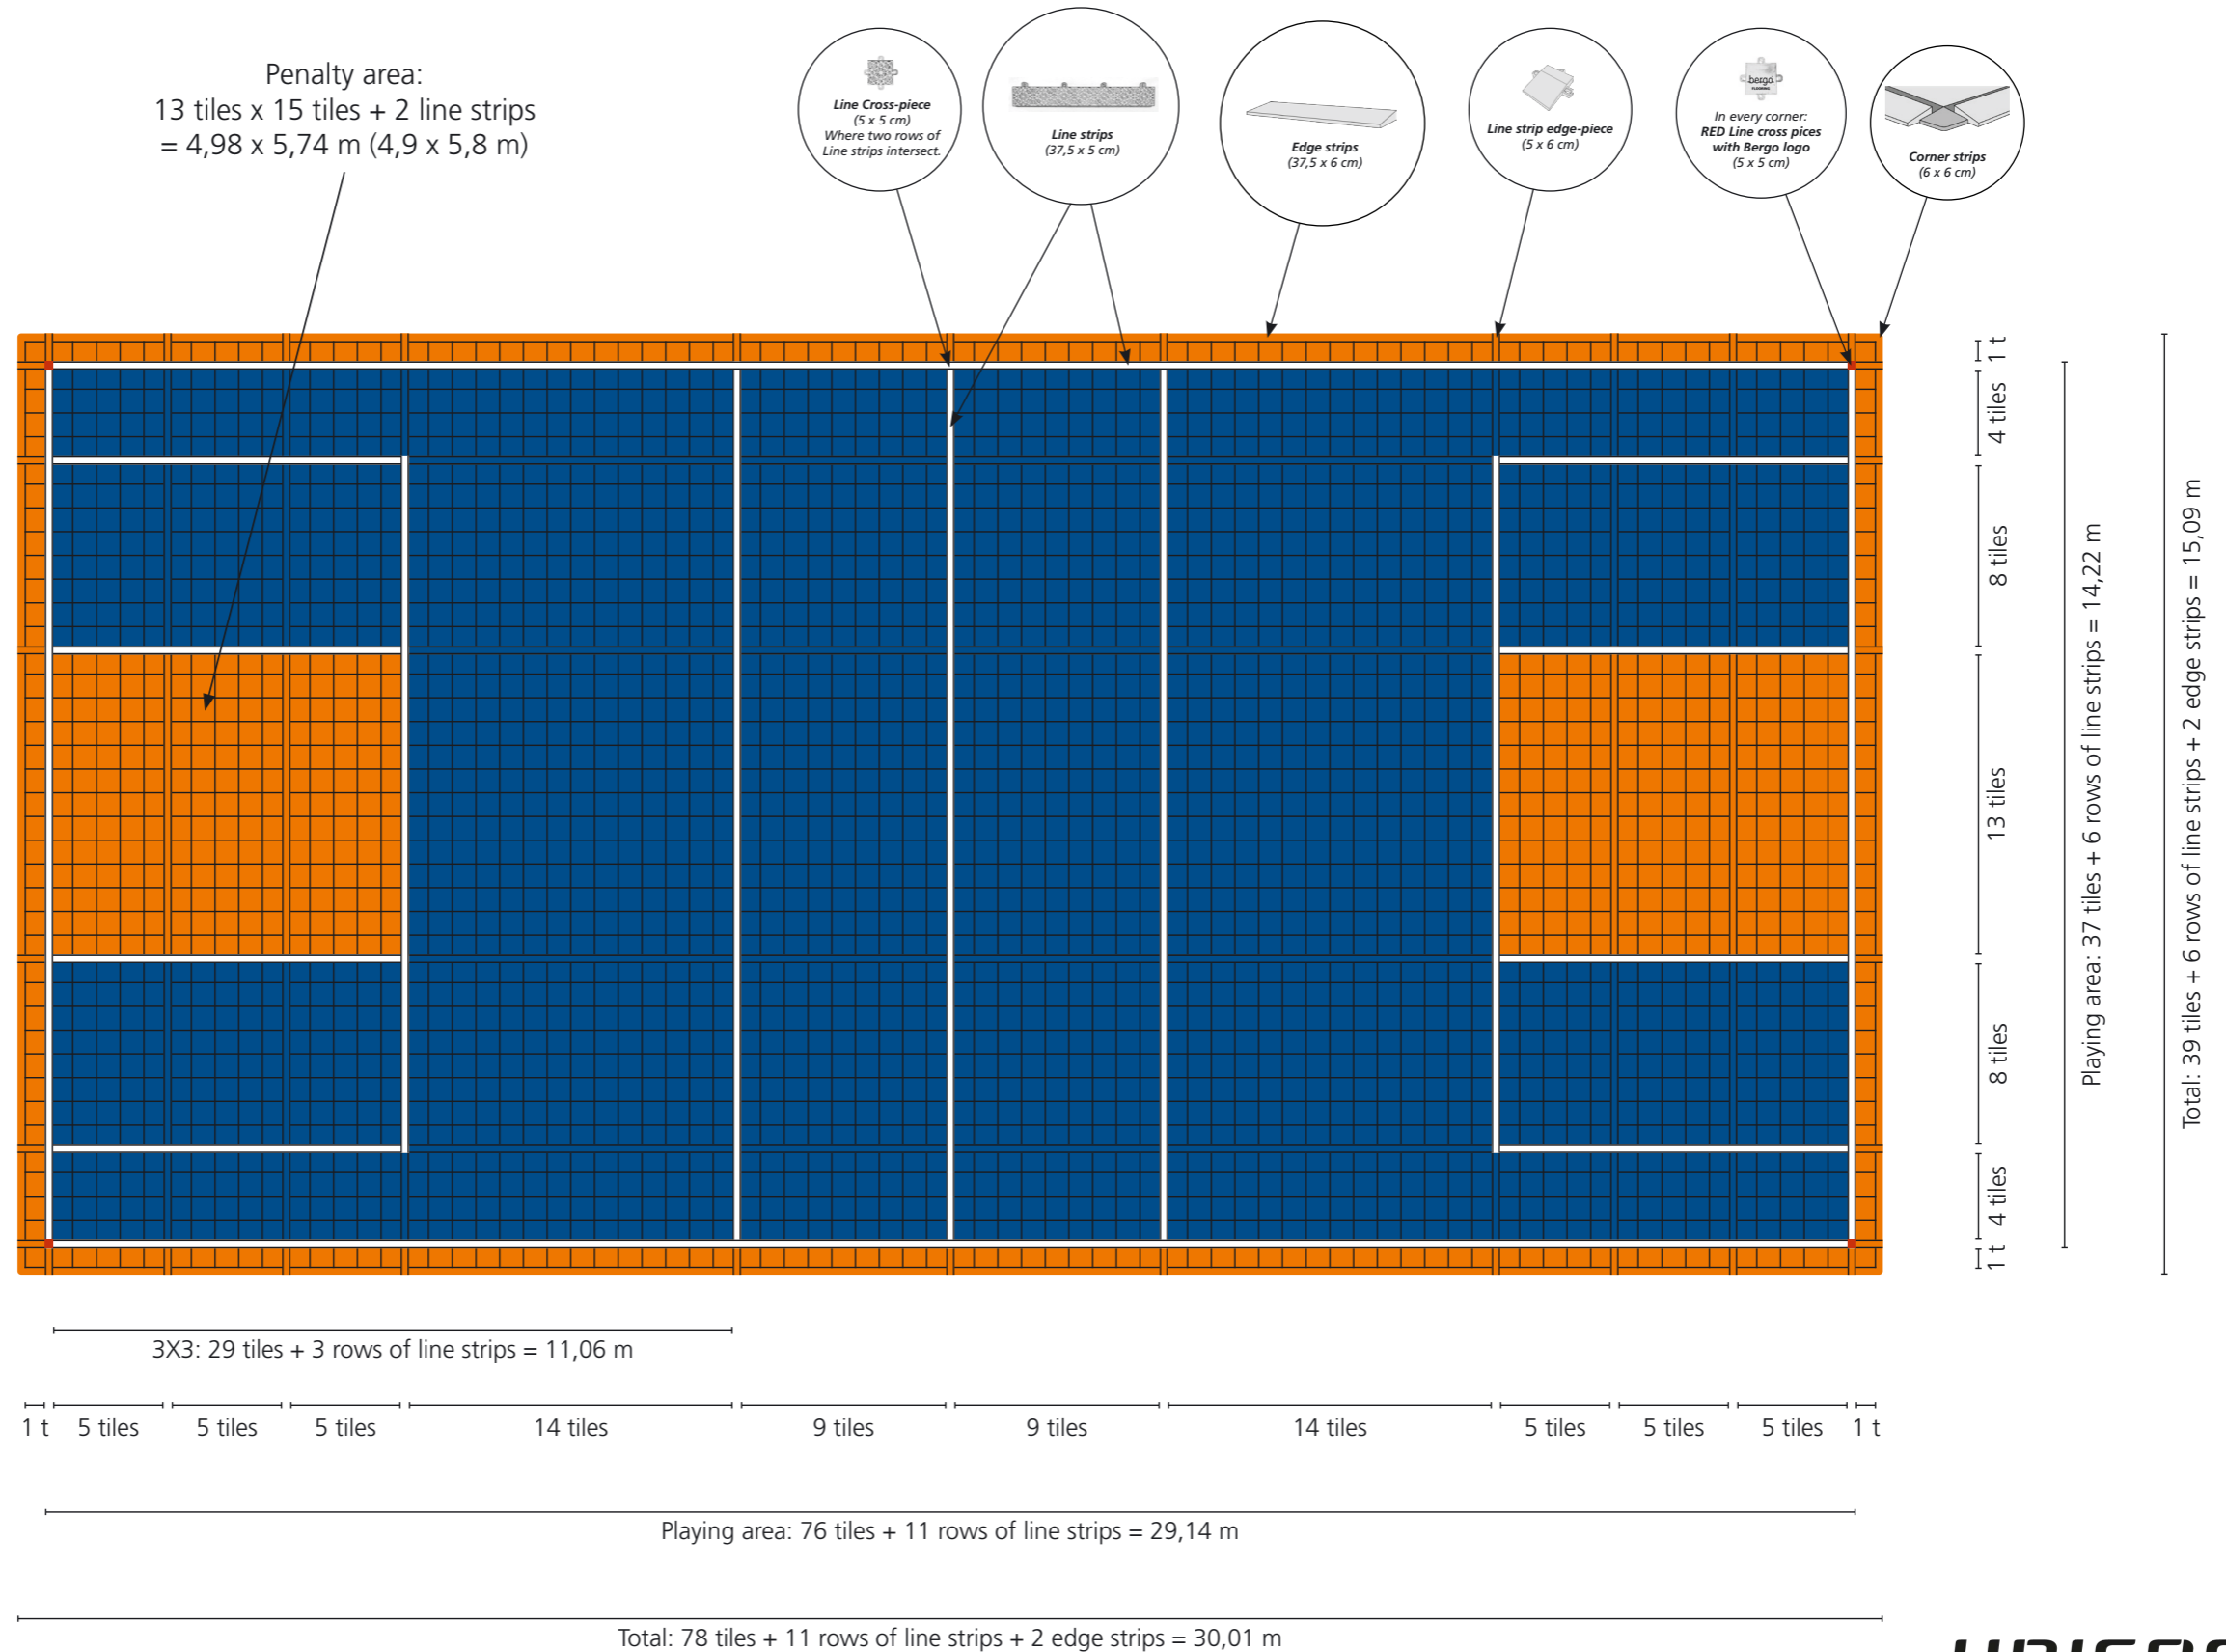 Penalty area:
13 tiles x 15 tiles + 2 line strips
= 4,98 x 5,74 m (4,9 x 5,8 m)
Line Cross-piece
(5 x 5 cm)
Where two rows of
Line strips intersect.
Line strips
(37,5 x 5 cm)
Edge strips
(37,5 x 6 cm)
Line strip edge-piece
(5 x 6 cm)
bergo
FLOORING
In every corner:
RED Line cross pices
with Bergo logo
(5 x 5 cm)
Corner strips
(6 x 6 cm)
1 t
4 tiles
8 tiles
13 tiles
8 tiles
4 tiles
1 t
Playing area: 37 tiles + 6 rows of line strips = 14,22 m
Total: 39 tiles + 6 rows of line strips + 2 edge strips = 15,09 m
3X3: 29 tiles + 3 rows of line strips = 11,06 m
1 t 5 tiles 5 tiles 5 tiles 14 tiles 9 tiles 9 tiles 14 tiles 5 tiles 5 tiles 5 tiles 1 t
Playing area: 76 tiles + 11 rows of line strips = 29,14 m
Total: 78 tiles + 11 rows of line strips + 2 edge strips = 30,01 m